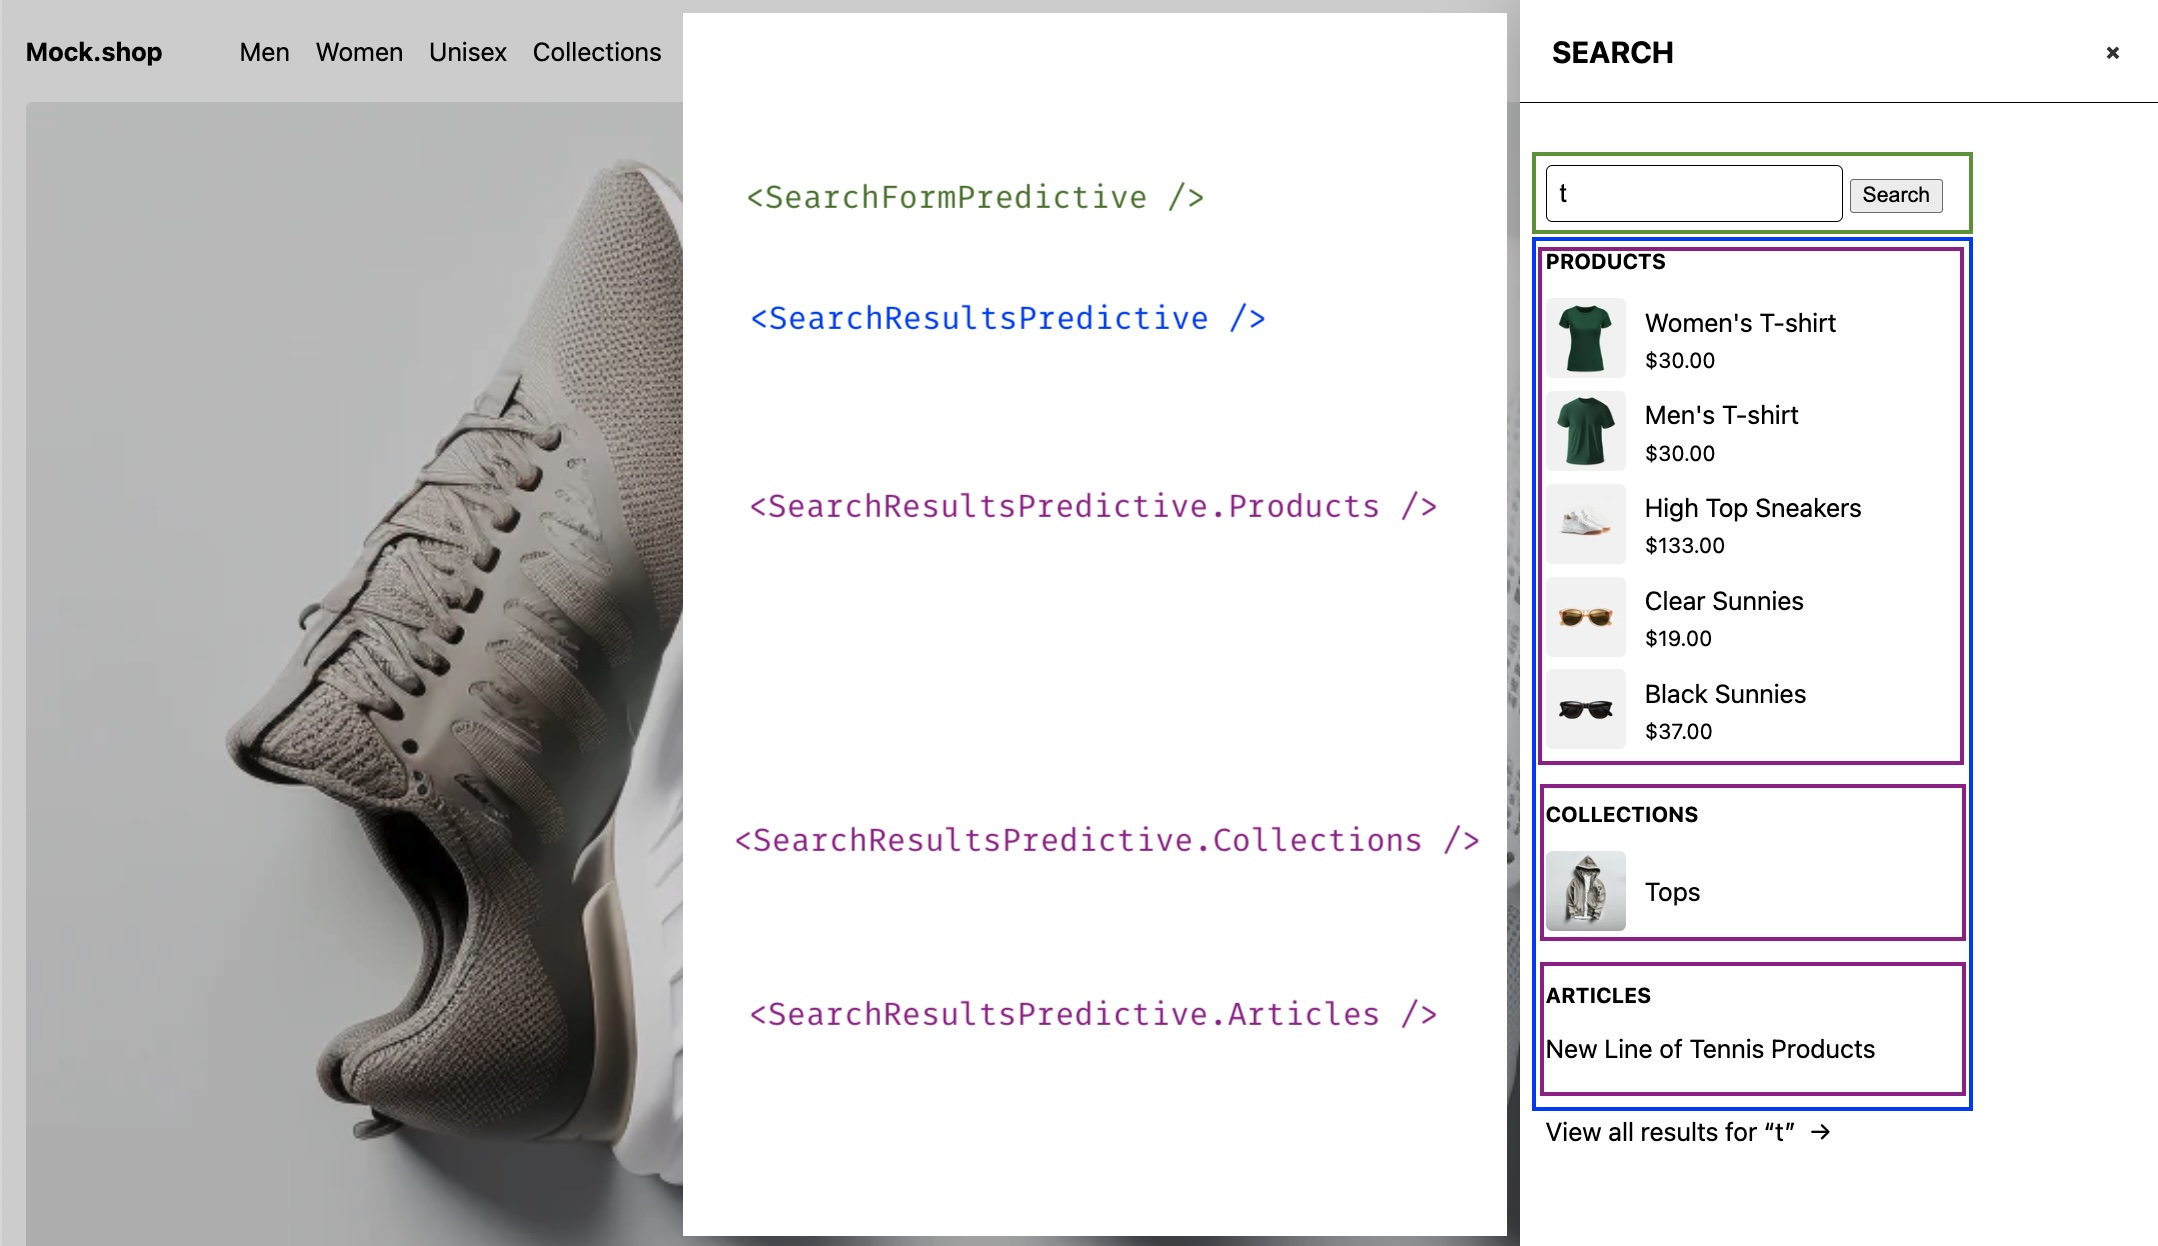 Mock.shop
Men Women Unisex Collections
<SearchFormPredictive />
<SearchResultsPredictive />
<SearchResultsPredictive.Products />
<SearchResultsPredictive.Collections />
<SearchResultsPredictive.Articles />
SEARCH ×
t Search
PRODUCTS
Women's T-shirt
$30.00
Men's T-shirt
$30.00
High Top Sneakers
$133.00
Clear Sunnies
$19.00
Black Sunnies
$37.00
COLLECTIONS
Tops
ARTICLES
New Line of Tennis Products
View all results for “t” →